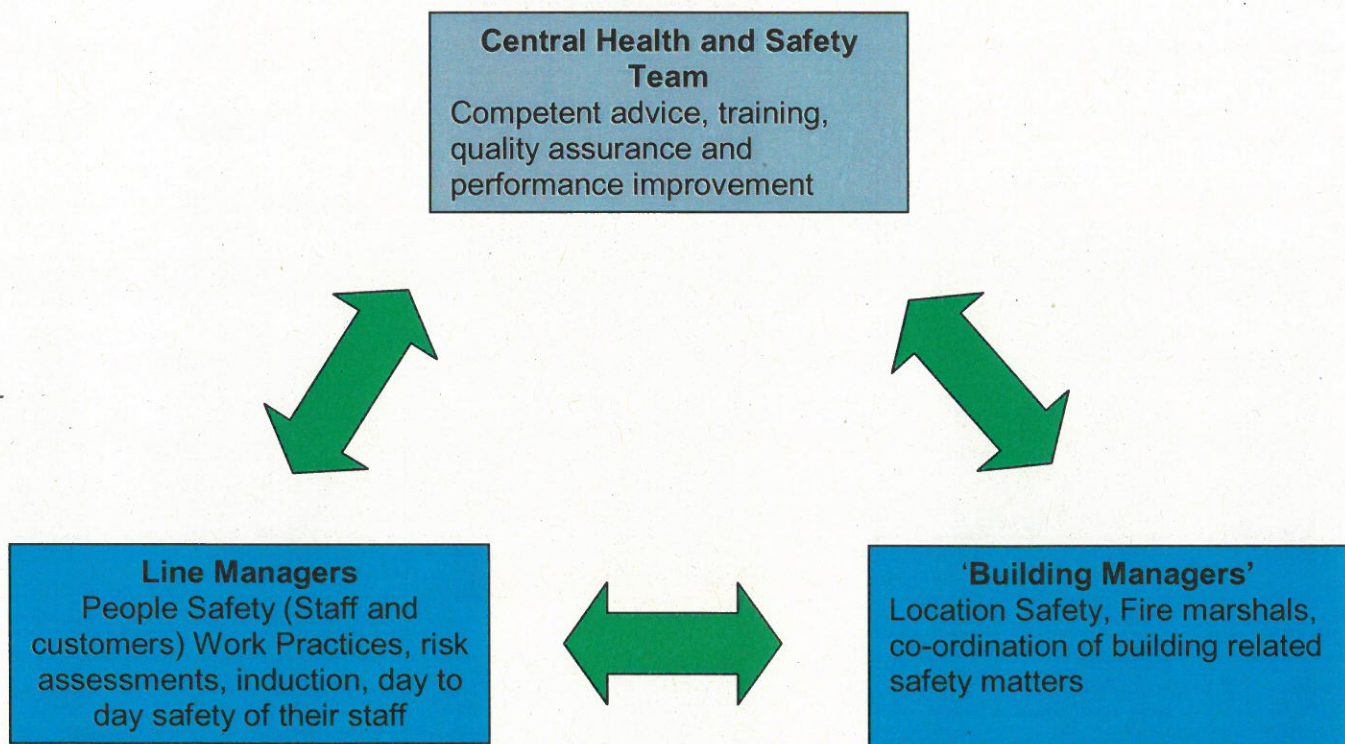 Central Health and Safety
Team
Competent advice, training,
quality assurance and
performance improvement
Line Managers
People Safety (Staff and
customers) Work Practices, risk
assessments, induction, day to
day safety of their staff
‘Building Managers’
Location Safety, Fire marshals,
co-ordination of building related
safety matters